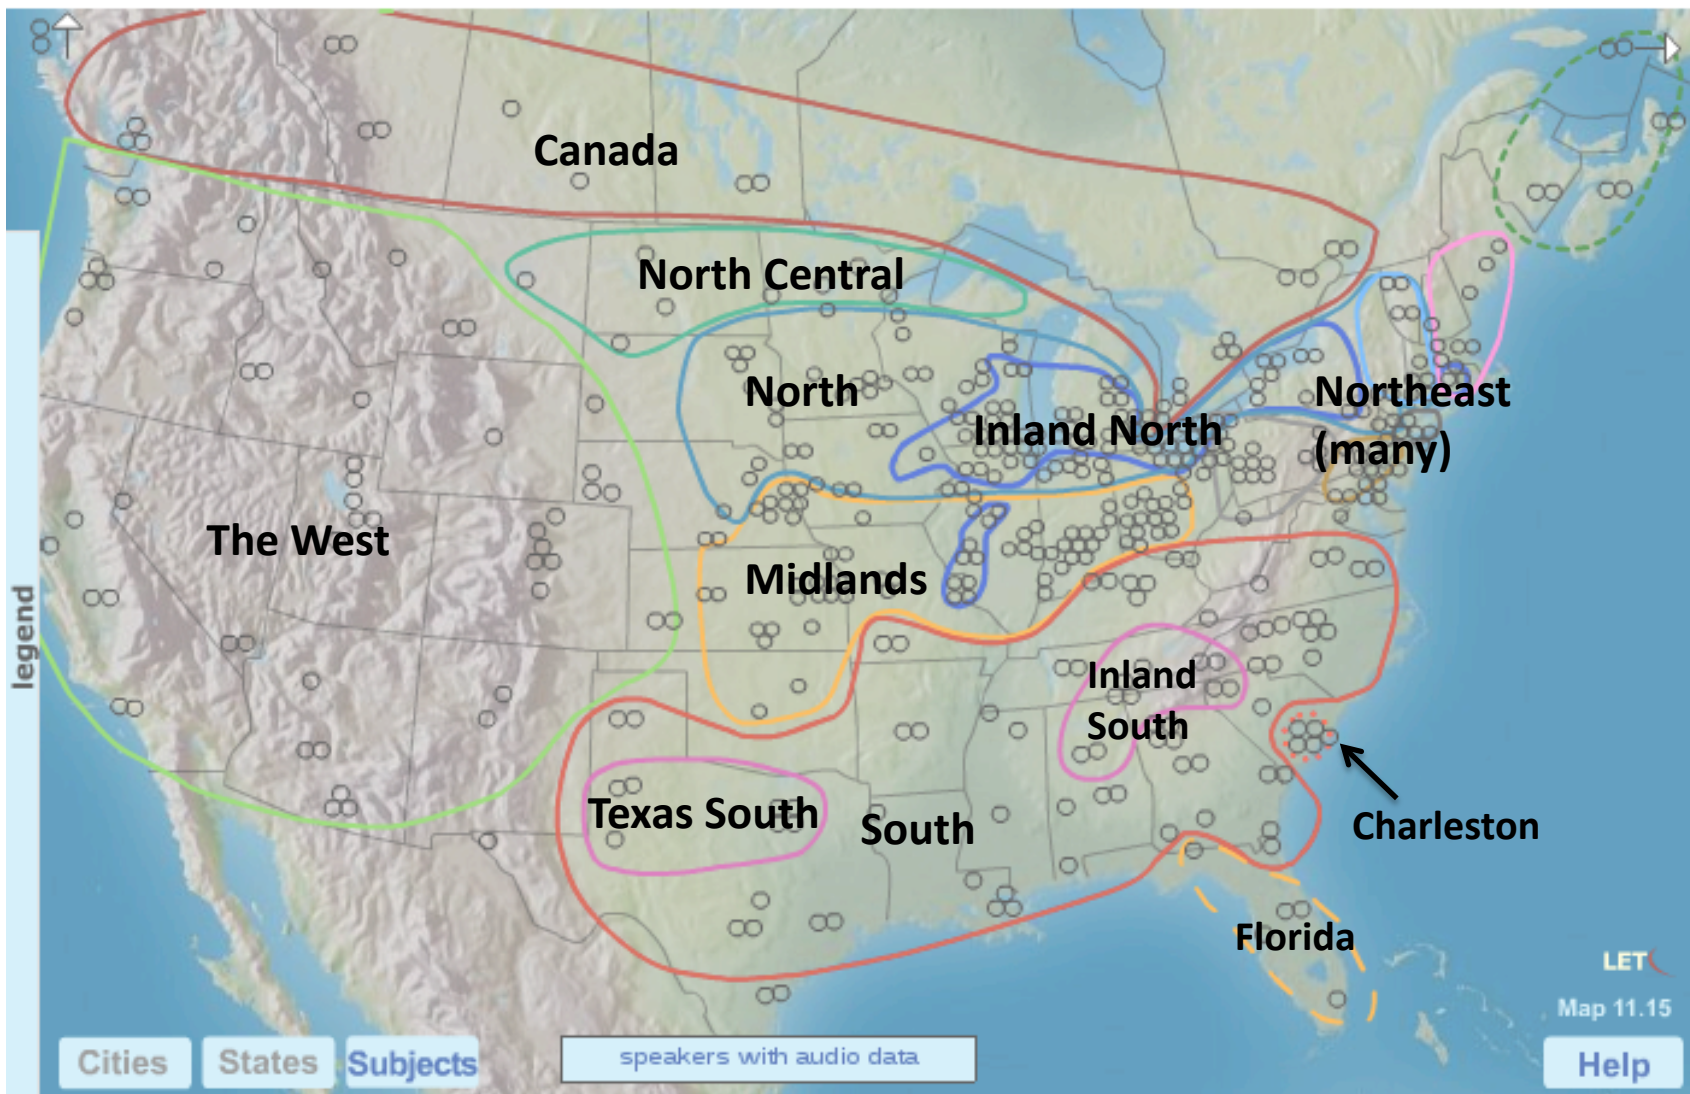 Canada
North Central
North
Inland North
Northeast
(many)
The West
Midlands
Inland
South
Texas South
South
Charleston
Florida
legend
LET
Map 11.15
Cities
States
Subjects
speakers with audio data
Help